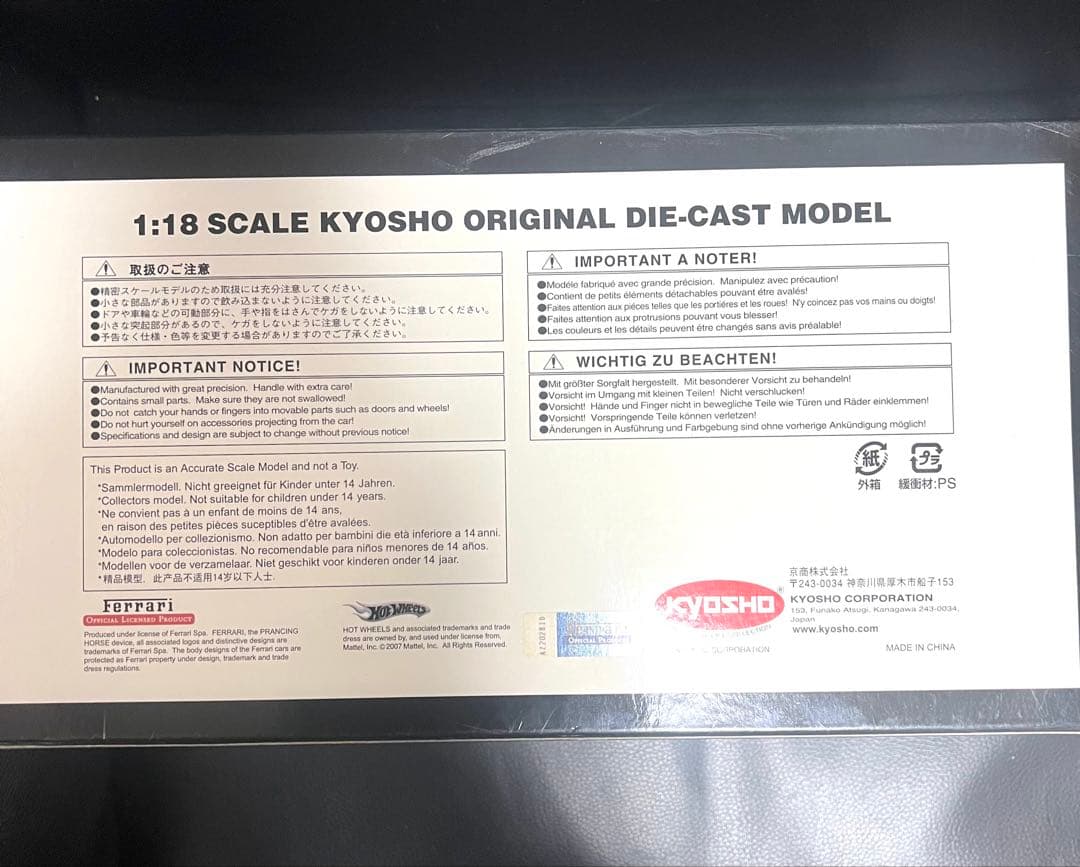 1:18 SCALE KYOSHO ORIGINAL DIE-CAST MODEL
取扱のご注意
●精密スケールモデルのため取扱には充分注意してください。
●小さな部品がありますので飲み込まないように注意してください。
●ドアや車輪などの可動部分に、手や指をはさんでケガをしないように注意してください。
●小さな突起部分があるので、ケガをしないように注意してください。
●予告なく仕様・色等を変更する場合がありますのでご了承ください。
IMPORTANT NOTICE!
●Manufactured with great precision. Handle with extra care!
●Contains small parts. Make sure they are not swallowed!
●Do not catch your hands or fingers into movable parts such as doors and wheels!
●Do not hurt yourself on accessories projecting from the car!
●Specifications and design are subject to change without previous notice!
IMPORTANT A NOTER!
●Modéle fabriqué avec grande précision. Manipulez avec précaution!
●Contient de petits éléments détachables pouvant étre avalés!
●Faites attention aux piéces telles que les portiéres et les roues! N'y coincez pas vos mains ou doigts!
●Faites attention aux protrusions pouvant vous blesser!
●Les couleurs et les détails peuvent étre changés sans avis préalable!
WICHTIG ZU BEACHTEN!
●Mit größter Sorgfalt hergestellt. Mit besonderer Vorsicht zu behandeln!
●Vorsicht im Umgang mit kleinen Teilen! Nicht verschlucken!
●Vorsicht! Hände und Finger nicht in bewegliche Teile wie Türen und Räder einklemmen!
●Vorsicht! Vorspringende Teile können verletzen!
●Änderungen in Ausführung und Farbgebung sind ohne vorherige Ankündigung möglich!
This Product is an Accurate Scale Model and not a Toy.
*Sammlermodell. Nicht greeignet für Kinder unter 14 Jahren.
*Collectors model. Not suitable for children under 14 years.
*Ne convient pas à un enfant de moins de 14 ans,
en raison des petites pièces suceptibles d'être avalées.
*Automodello per collezionismo. Non adatto per bambini die età inferiore a 14 anni.
*Modelo para coleccionistas. No recomendable para niños menores de 14 años.
*Modellen voor de verzamelaar. Niet geschikt voor kinderen onder 14 jaar.
*精品模型. 此产品不适用14岁以下人士.
紙
外箱
プラ
緩衝材:PS
Ferrari
OFFICIAL LICENSED PRODUCT
Produced under license of Ferrari Spa. FERRARI, the PRANCING
HORSE device, all associated logos and distinctive designs are
trademarks of Ferrari Spa. The body designs of the Ferrari cars are
protected as Ferrari property under design, trademark and trade
dress regulations.
HOT WHEELS
HOT WHEELS and associated trademarks and trade
dress are owned by, and used under license from,
Mattel, Inc. ©2007 Mattel, Inc. All Rights Reserved.
KYOSHO
CORPORATION
京商株式会社
〒243-0034 神奈川県厚木市船子153
KYOSHO CORPORATION
153, Funako Atsugi, Kanagawa 243-0034,
Japan
www.kyosho.com
MADE IN CHINA